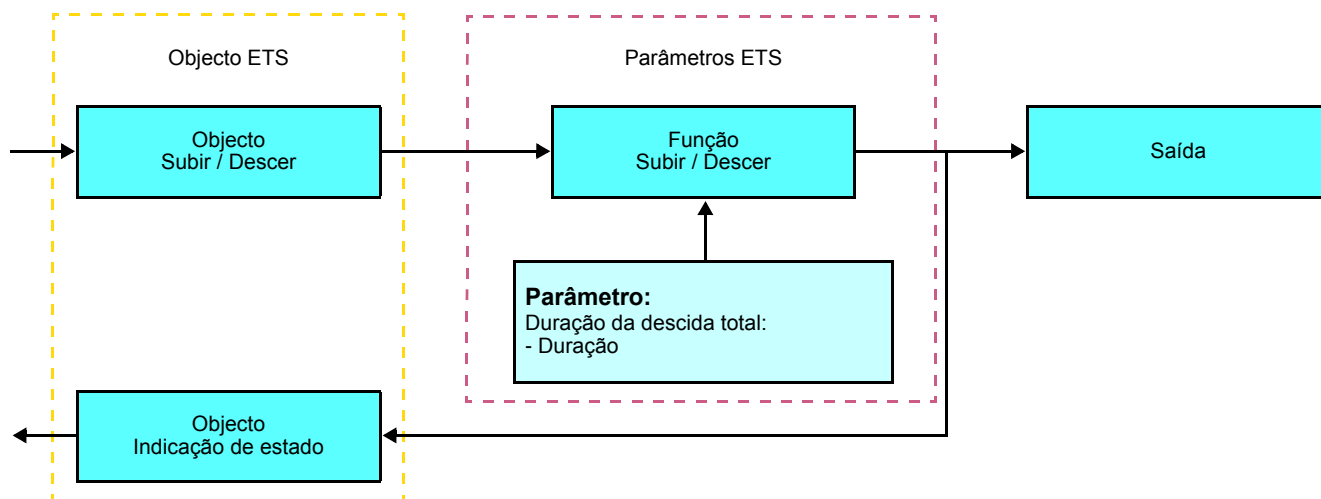 Objecto ETS
Parâmetros ETS
Objecto
Subir / Descer
Função
Subir / Descer
Saída
Parâmetro:
Duração da descida total:
- Duração
Objecto
Indicação de estado